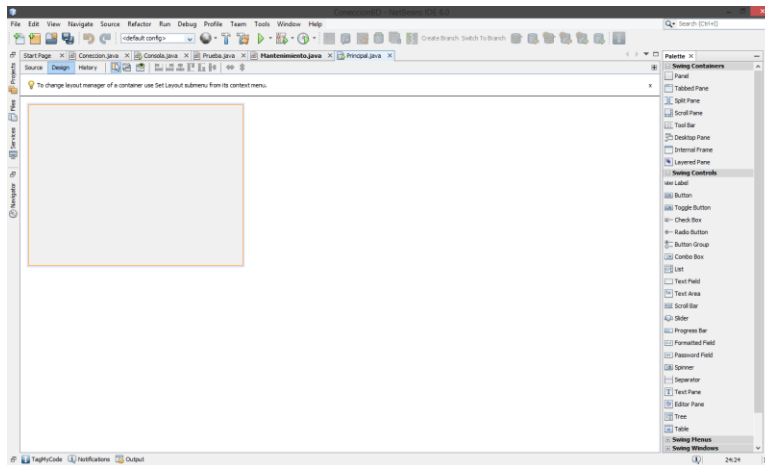 ConeccionBD - NetBeans IDE 8.0
File Edit View Navigate Source Refactor Run Debug Profile Team Tools Window Help
Search (Ctrl+I)
<default config>
Create Branch Switch To Branch
Start Page Coneccion.java Consola.java Prueba.java Mantenimiento.java Principal.java
Source Design History
To change layout manager of a container use Set Layout submenu from its context menu.
x
Projects
Files
Services
Navigator
Palette
Swing Containers
Panel
Tabbed Pane
Split Pane
Scroll Pane
Tool Bar
Desktop Pane
Internal Frame
Layered Pane
Swing Controls
Label
Button
Toggle Button
Check Box
Radio Button
Button Group
Combo Box
List
Text Field
Text Area
Scroll Bar
Slider
Progress Bar
Formatted Field
Password Field
Spinner
Separator
Text Pane
Editor Pane
Tree
Table
Swing Menus
Swing Windows
TagMyCode Notifications Output
24:24